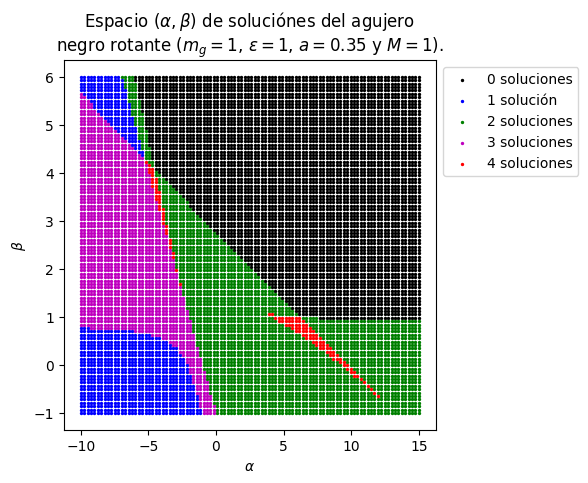 Espacio (α, β) de soluciónes del agujero
negro rotante (m_g = 1, ε = 1, a = 0.35 y M = 1).
0 soluciones
1 solución
2 soluciones
3 soluciones
4 soluciones
6
5
4
3
2
1
0
−1
β
−10
−5
0
5
10
15
α